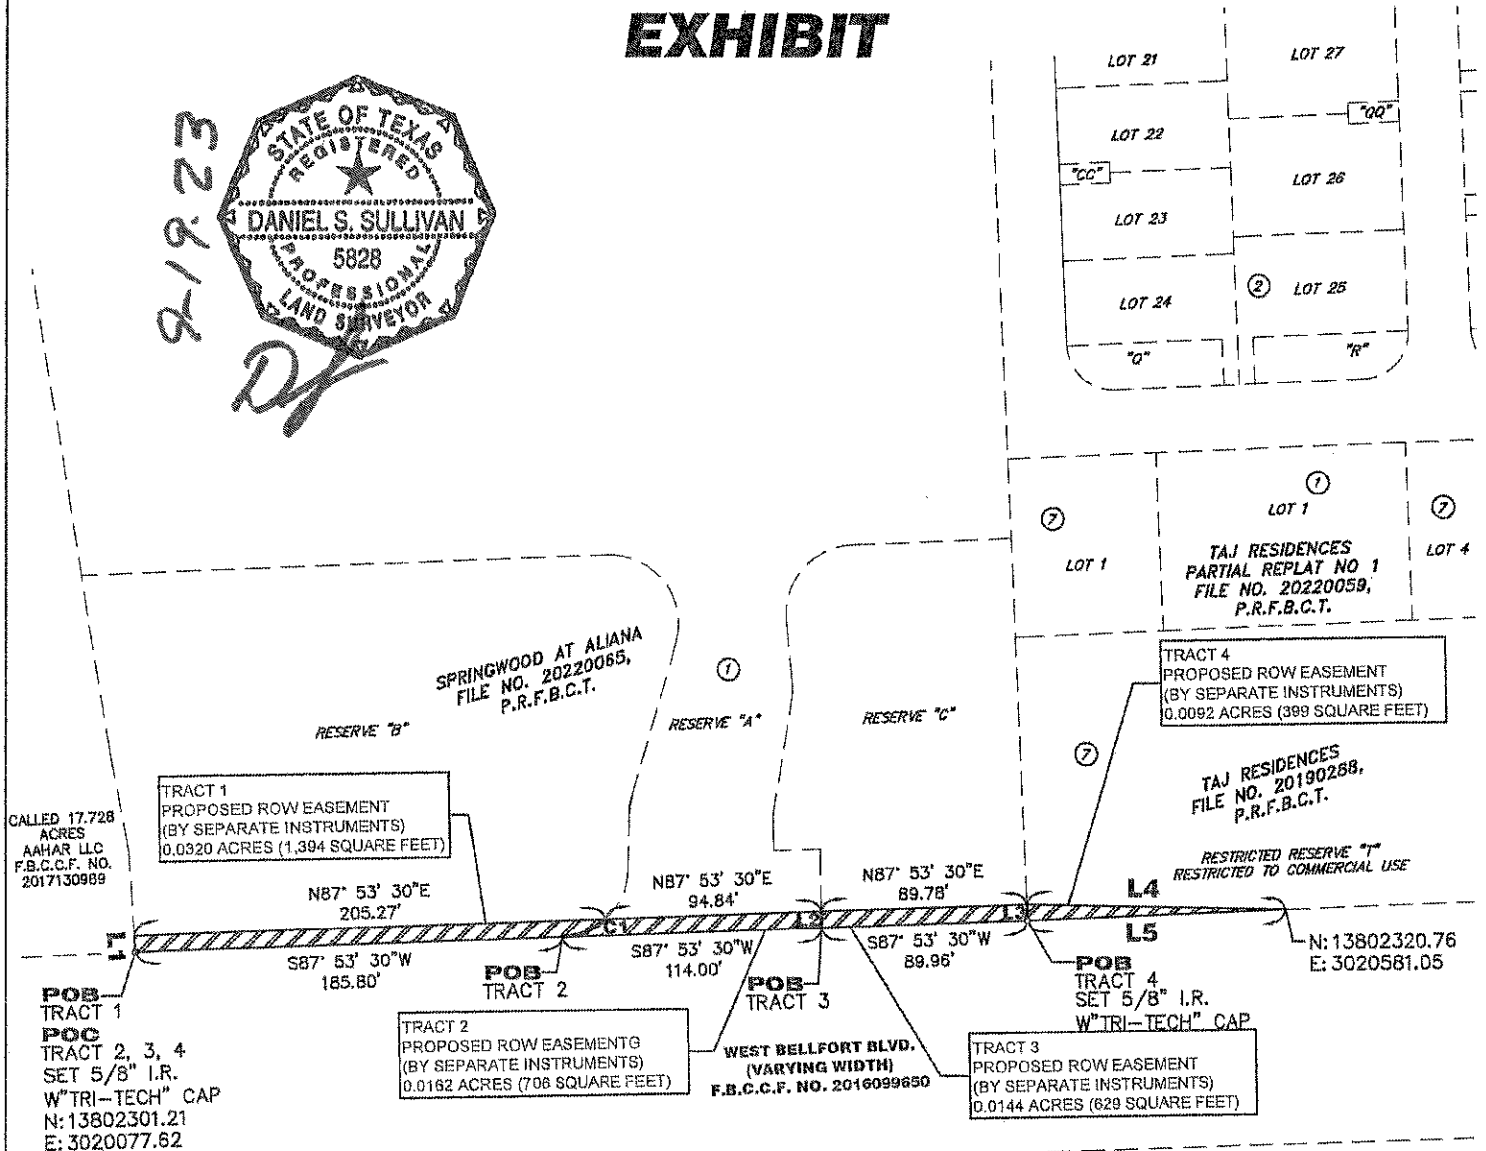 EXHIBIT
9-19-23
STATE OF TEXAS
REGISTERED
DANIEL S. SULLIVAN
5828
PROFESSIONAL
LAND SURVEYOR
LOT 21
LOT 27
"QQ"
LOT 22
"CC"
LOT 26
LOT 23
LOT 24
2
LOT 25
"Q"
"R"
7
LOT 1
1
LOT 1
7
LOT 4
TAJ RESIDENCES
PARTIAL REPLAT NO 1
FILE NO. 20220059,
P.R.F.B.C.T.
SPRINGWOOD AT ALIANA
FILE NO. 20220065,
P.R.F.B.C.T.
1
RESERVE "B"
RESERVE "A"
RESERVE "C"
TRACT 4
PROPOSED ROW EASEMENT
(BY SEPARATE INSTRUMENTS)
0.0092 ACRES (399 SQUARE FEET)
7
TAJ RESIDENCES
FILE NO. 20190268,
P.R.F.B.C.T.
RESTRICTED RESERVE "T"
RESTRICTED TO COMMERCIAL USE
TRACT 1
PROPOSED ROW EASEMENT
(BY SEPARATE INSTRUMENTS)
0.0320 ACRES (1,394 SQUARE FEET)
CALLED 17.728
ACRES
AAHAR LLC
F.B.C.C.F. NO.
2017130989
N87° 53' 30"E
205.27'
N87° 53' 30"E
94.84'
N87° 53' 30"E
89.78'
L4
L1
C1
L2
L3
L5
S87° 53' 30"W
185.80'
S87° 53' 30"W
114.00'
S87° 53' 30"W
89.96'
N: 13802320.76
E: 3020581.05
POB
TRACT 1
POC
TRACT 2, 3, 4
SET 5/8" I.R.
W"TRI-TECH" CAP
N: 13802301.21
E: 3020077.62
POB
TRACT 2
POB
TRACT 3
POB
TRACT 4
SET 5/8" I.R.
W"TRI-TECH" CAP
TRACT 2
PROPOSED ROW EASEMENTG
(BY SEPARATE INSTRUMENTS)
0.0162 ACRES (706 SQUARE FEET)
WEST BELLFORT BLVD.
(VARYING WIDTH)
F.B.C.C.F. NO. 2016099650
TRACT 3
PROPOSED ROW EASEMENT
(BY SEPARATE INSTRUMENTS)
0.0144 ACRES (629 SQUARE FEET)